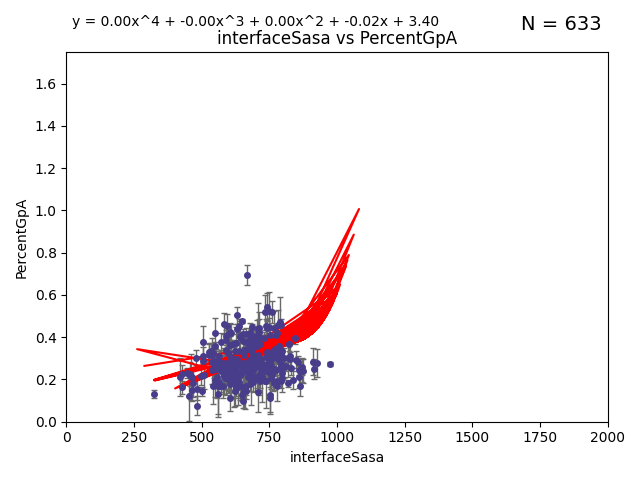 y = 0.00x^4 + -0.00x^3 + 0.00x^2 + -0.02x + 3.40
N = 633
interfaceSasa vs PercentGpA
PercentGpA
1.6
1.4
1.2
1.0
0.8
0.6
0.4
0.2
0.0
0 250 500 750 1000 1250 1500 1750 2000
interfaceSasa